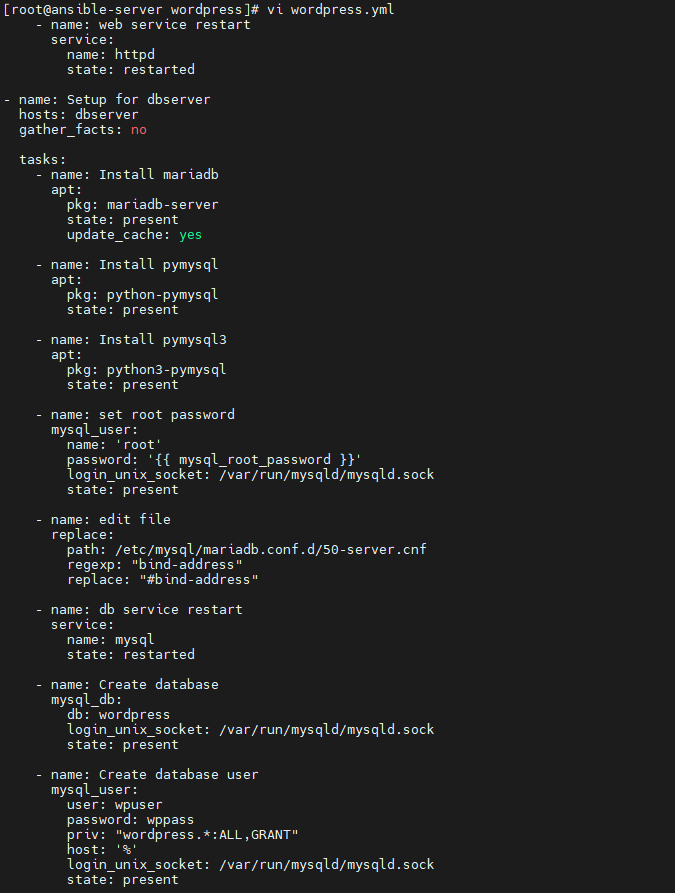 [root@ansible-server wordpress]# vi wordpress.yml
    - name: web service restart
      service:
        name: httpd
        state: restarted

- name: Setup for dbserver
  hosts: dbserver
  gather_facts: no

  tasks:
    - name: Install mariadb
      apt:
        pkg: mariadb-server
        state: present
        update_cache: yes

    - name: Install pymysql
      apt:
        pkg: python-pymysql
        state: present

    - name: Install pymysql3
      apt:
        pkg: python3-pymysql
        state: present

    - name: set root password
      mysql_user:
        name: 'root'
        password: '{{ mysql_root_password }}'
        login_unix_socket: /var/run/mysqld/mysqld.sock
        state: present

    - name: edit file
      replace:
        path: /etc/mysql/mariadb.conf.d/50-server.cnf
        regexp: "bind-address"
        replace: "#bind-address"

    - name: db service restart
      service:
        name: mysql
        state: restarted

    - name: Create database
      mysql_db:
        db: wordpress
        login_unix_socket: /var/run/mysqld/mysqld.sock
        state: present

    - name: Create database user
      mysql_user:
        user: wpuser
        password: wppass
        priv: "wordpress.*:ALL,GRANT"
        host: '%'
        login_unix_socket: /var/run/mysqld/mysqld.sock
        state: present